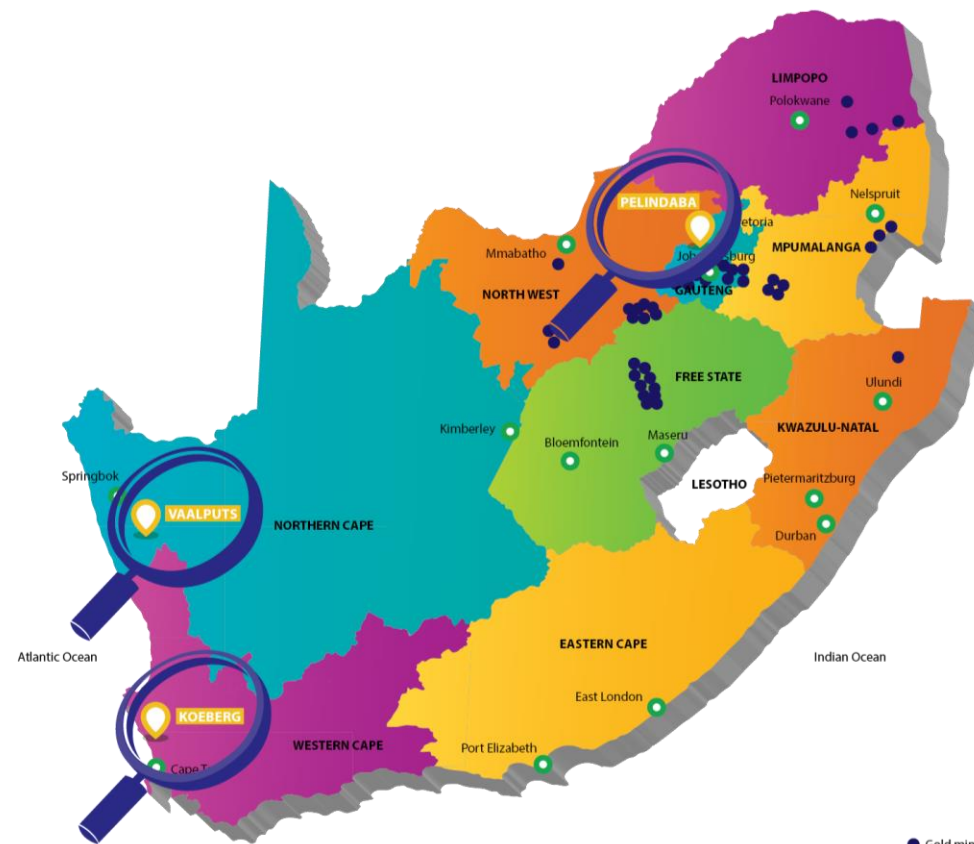 LIMPOPO
Polokwane
PELINDABA
Nelspruit
Mmabatho
MPUMALANGA
NORTH WEST
GAUTENG
FREE STATE
Ulundi
Kimberley
KWAZULU-NATAL
Bloemfontein
Maseru
Springbok
LESOTHO
Pietermaritzburg
VAALPUTS
NORTHERN CAPE
Durban
EASTERN CAPE
Atlantic Ocean
Indian Ocean
East London
KOEBERG
WESTERN CAPE
Port Elizabeth
Cape